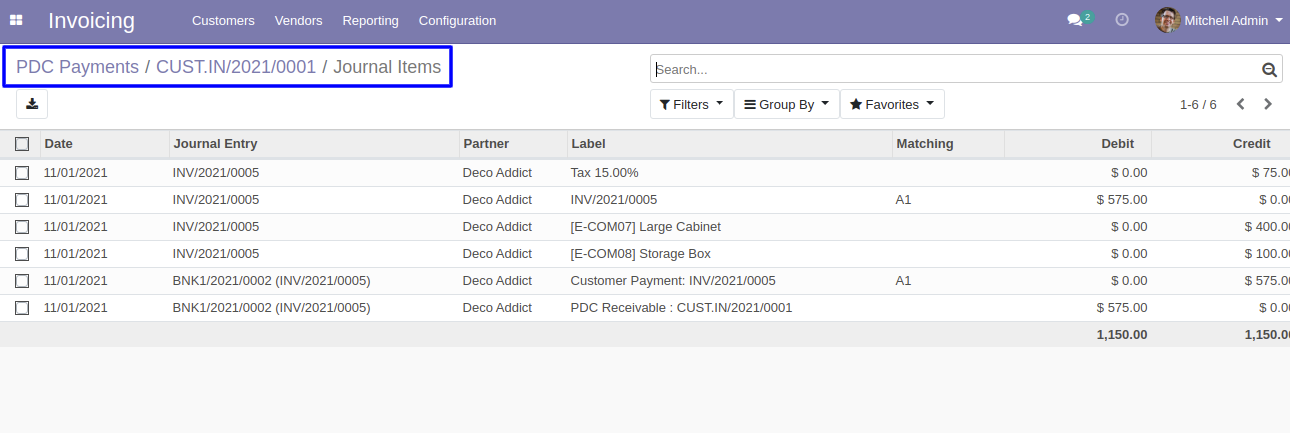 Invoicing Customers Vendors Reporting Configuration 2 Mitchell Admin
PDC Payments / CUST.IN/2021/0001 / Journal Items
Search...
Filters Group By Favorites 1-6 / 6
Date Journal Entry Partner Label Matching Debit Credit
11/01/2021 INV/2021/0005 Deco Addict Tax 15.00% $ 0.00 $ 75.00
11/01/2021 INV/2021/0005 Deco Addict INV/2021/0005 A1 $ 575.00 $ 0.00
11/01/2021 INV/2021/0005 Deco Addict [E-COM07] Large Cabinet $ 0.00 $ 400.00
11/01/2021 INV/2021/0005 Deco Addict [E-COM08] Storage Box $ 0.00 $ 100.00
11/01/2021 BNK1/2021/0002 (INV/2021/0005) Deco Addict Customer Payment: INV/2021/0005 A1 $ 0.00 $ 575.00
11/01/2021 BNK1/2021/0002 (INV/2021/0005) Deco Addict PDC Receivable : CUST.IN/2021/0001 $ 575.00 $ 0.00
1,150.00 1,150.00